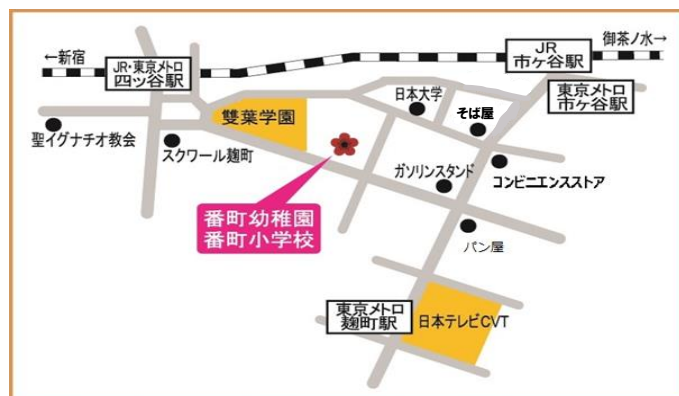 ←新宿
御茶ノ水→
JR・東京メトロ
四ッ谷駅
JR
市ヶ谷駅
東京メトロ
市ヶ谷駅
日本大学
そば屋
雙葉学園
聖イグナチオ教会
スクワール麹町
ガソリンスタンド
コンビニエンスストア
番町幼稚園
番町小学校
パン屋
東京メトロ
麹町駅
日本テレビCVT